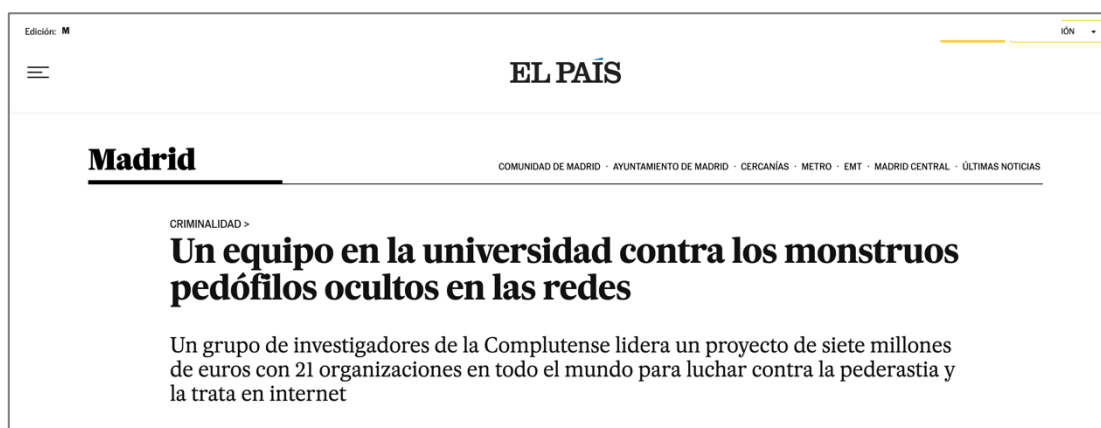 Edición: M
IÓN
EL PAÍS
Madrid
COMUNIDAD DE MADRID · AYUNTAMIENTO DE MADRID · CERCANÍAS · METRO · EMT · MADRID CENTRAL · ÚLTIMAS NOTICIAS
CRIMINALIDAD >
Un equipo en la universidad contra los monstruos
pedófilos ocultos en las redes
Un grupo de investigadores de la Complutense lidera un proyecto de siete millones
de euros con 21 organizaciones en todo el mundo para luchar contra la pederastia y
la trata en internet